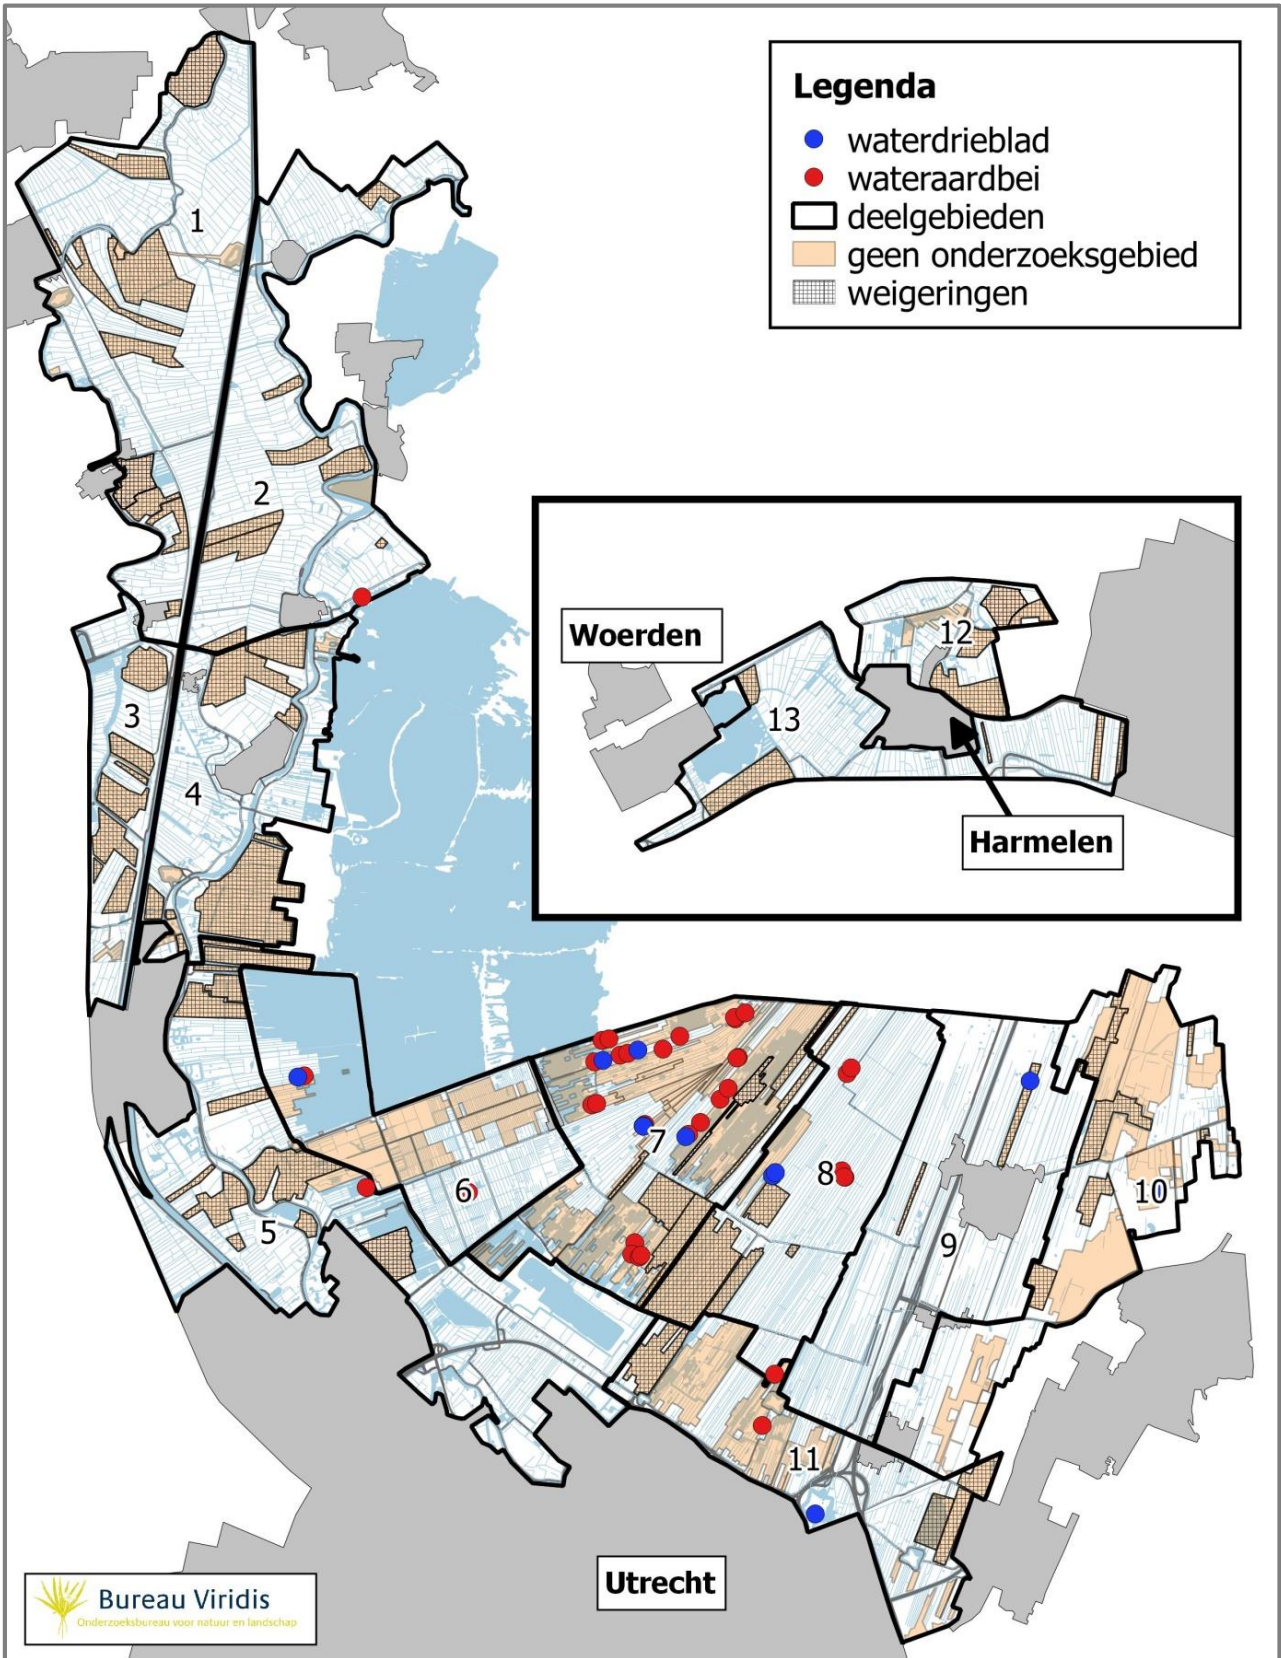 Legenda
waterdrieblad
wateraardbei
deelgebieden
geen onderzoeksgebied
weigeringen
1
2
Woerden
12
13
3
4
Harmelen
7
8
6
10
5
9
11
Utrecht
Bureau Viridis
Onderzoeksbureau voor natuur en landschap